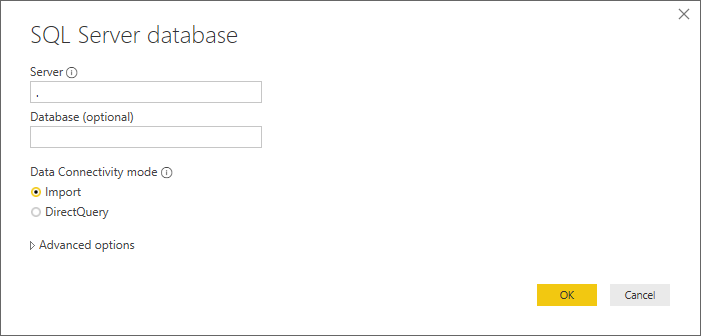 SQL Server database
Server
.
Database (optional)
Data Connectivity mode
Import
DirectQuery
Advanced options
OK Cancel